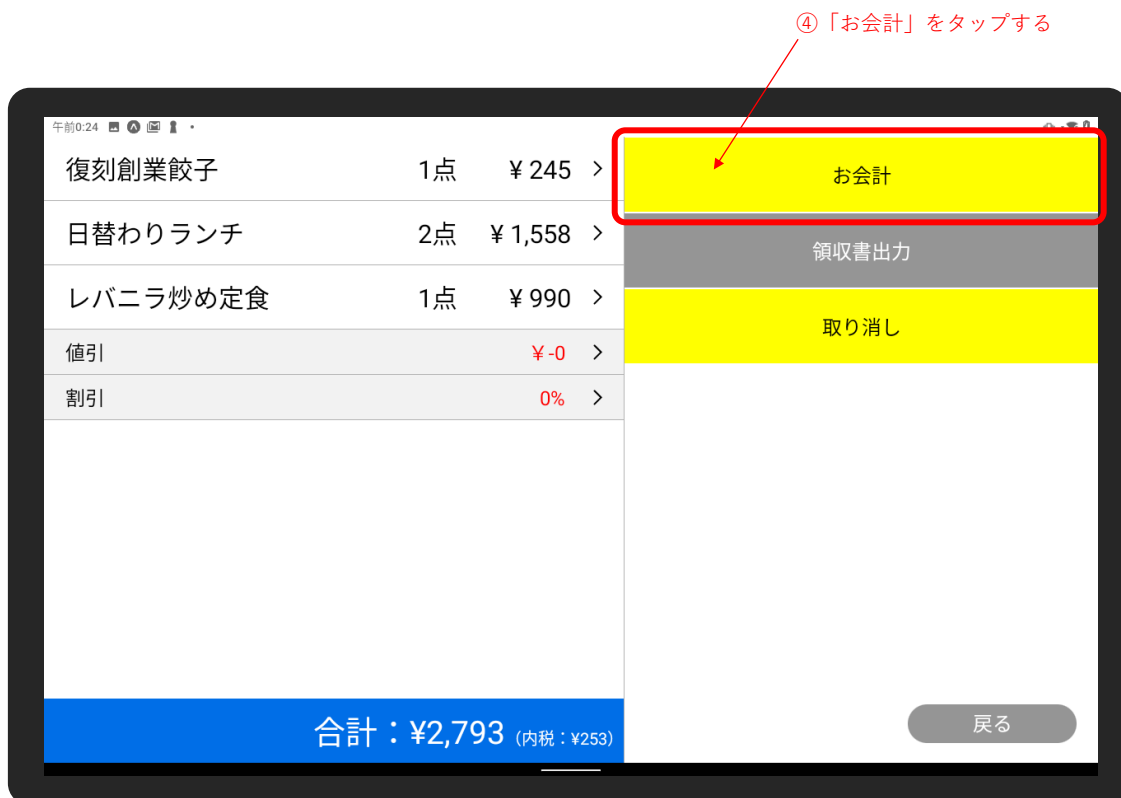 ④「お会計」をタップする
午前0:24
復刻創業餃子 1点 ¥ 245
日替わりランチ 2点 ¥ 1,558
レバニラ炒め定食 1点 ¥ 990
値引 ¥ -0
割引 0%
合計：¥2,793 (内税：¥253)
お会計
領収書出力
取り消し
戻る